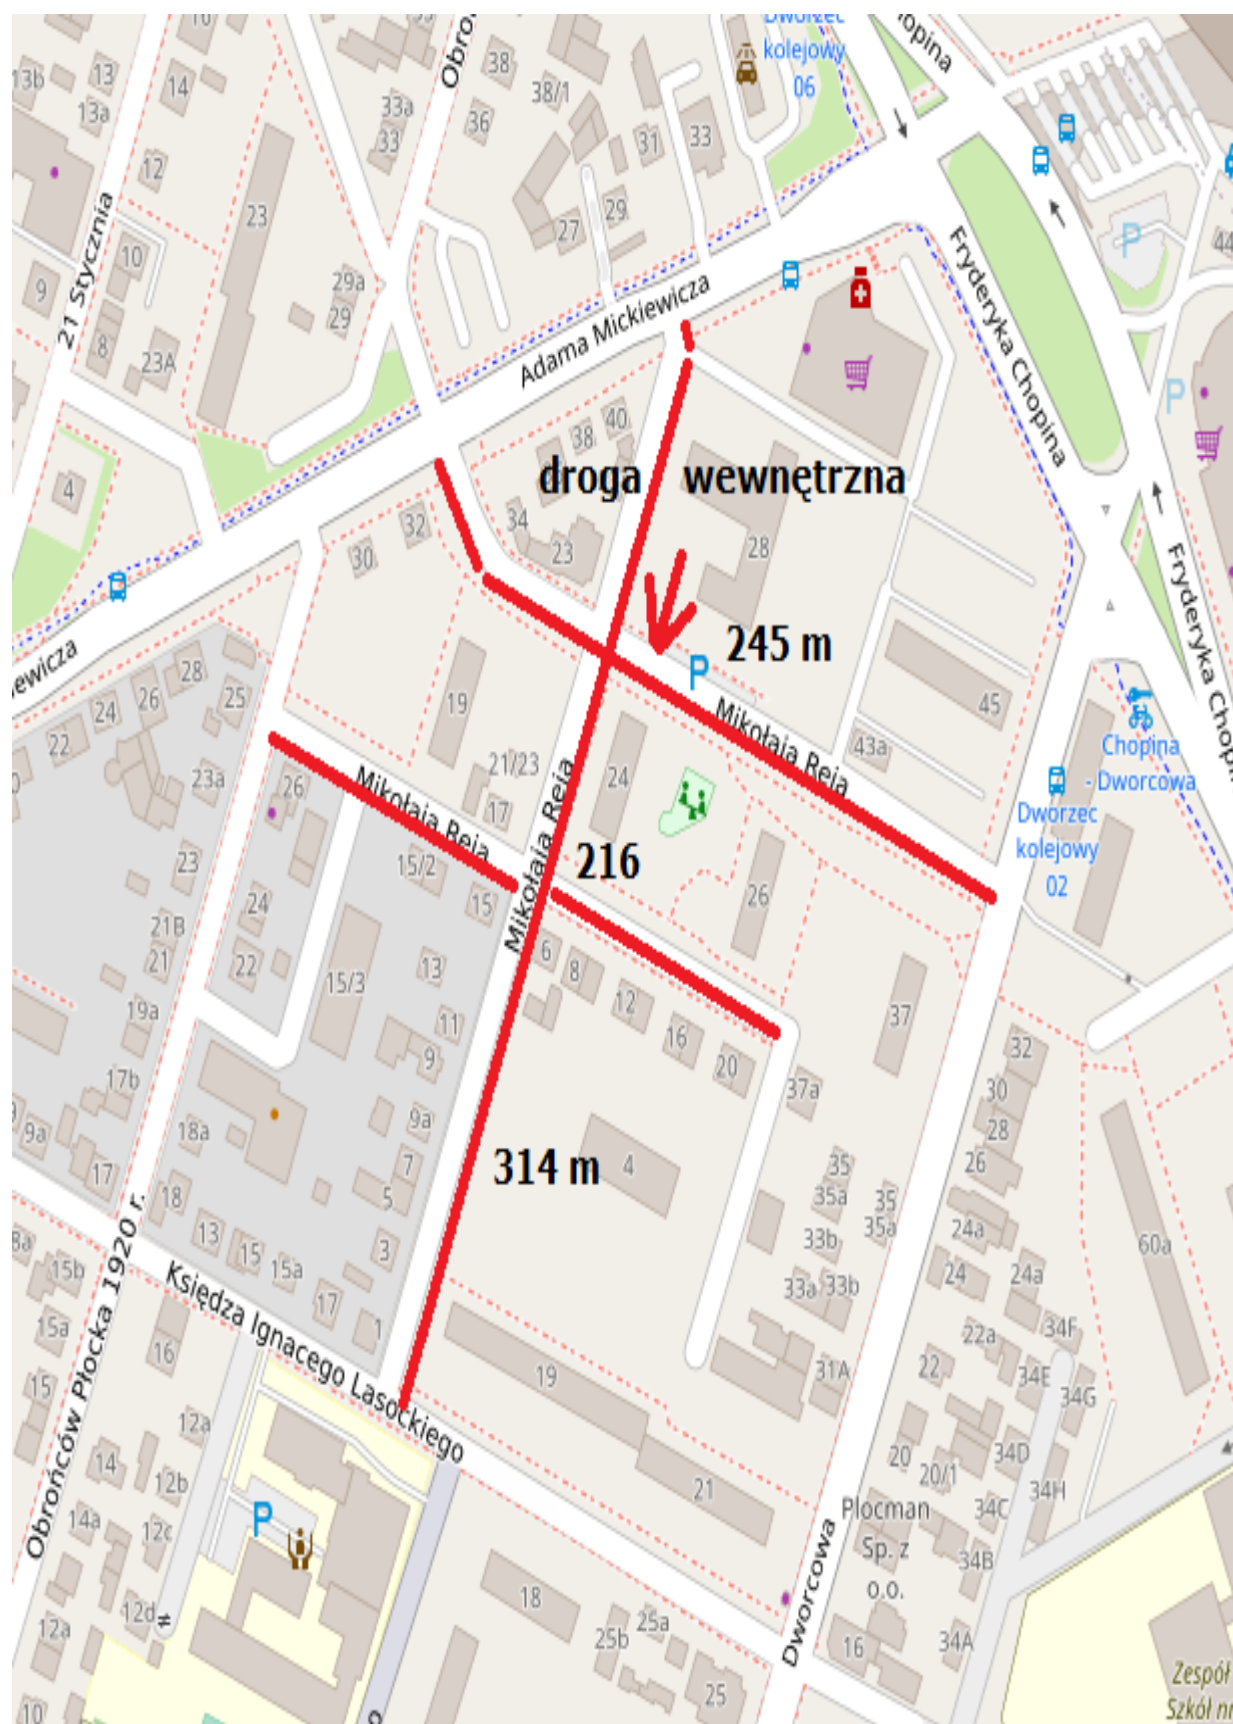 10
39
Obro
38
Dworzec
kolejowy
06
Chopina
13b
13
14
13a
33a
33
38/1
36
31
33
12
23
29
27
21 Stycznia
10
9
29a
29
8
23A
Adama Mickiewicza
Fryderyka Chopina
P
44
P
4
40
38
droga wewnętrzna
34
32
30
23
28
Fryderyka Chopi
ewicza
28
26
24
22
25
23a
19
245 m
P
45
Mikołaja Reja
43a
Chopina
- Dworcowa
Dworzec
kolejowy
02
21/23
17
24
26
Mikołaja Reja
Mikołaja Reja
216
15/2
15
23
24
21B
21
22
15/3
13
6
8
12
16
20
26
37
19a
11
9
32
30
28
37a
17b
9a
18a
9a
7
5
314 m
4
35
35a
35
35a
26
17
18
13
15
15a
3
33b
24a
60a
8a
15b
17
1
33a
33b
24
24a
Księdza Ignacego Lasockiego
15a
16
22a
34F
19
31A
22
34E
34G
15
12a
Obrońców Płocka 1920 r.
14
12b
20
20/1
34D
34H
21
14a
12c
P
Plocman
Sp. z
o.o.
34C
34B
18
12d
12a
25a
25b
Dworcowa
16
34A
10
25
Zespół
Szkół nr